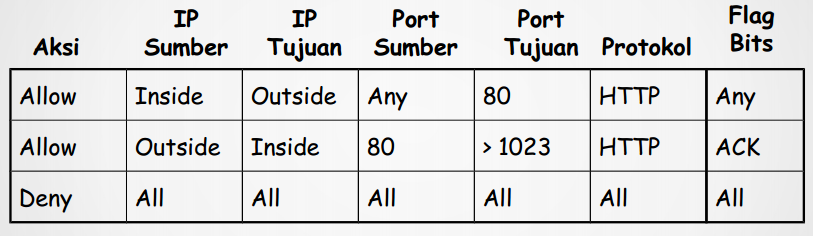 Aksi IP Sumber IP Tujuan Port Sumber Port Tujuan Protokol Flag Bits
Allow Inside Outside Any 80 HTTP Any
Allow Outside Inside 80 > 1023 HTTP ACK
Deny All All All All All All